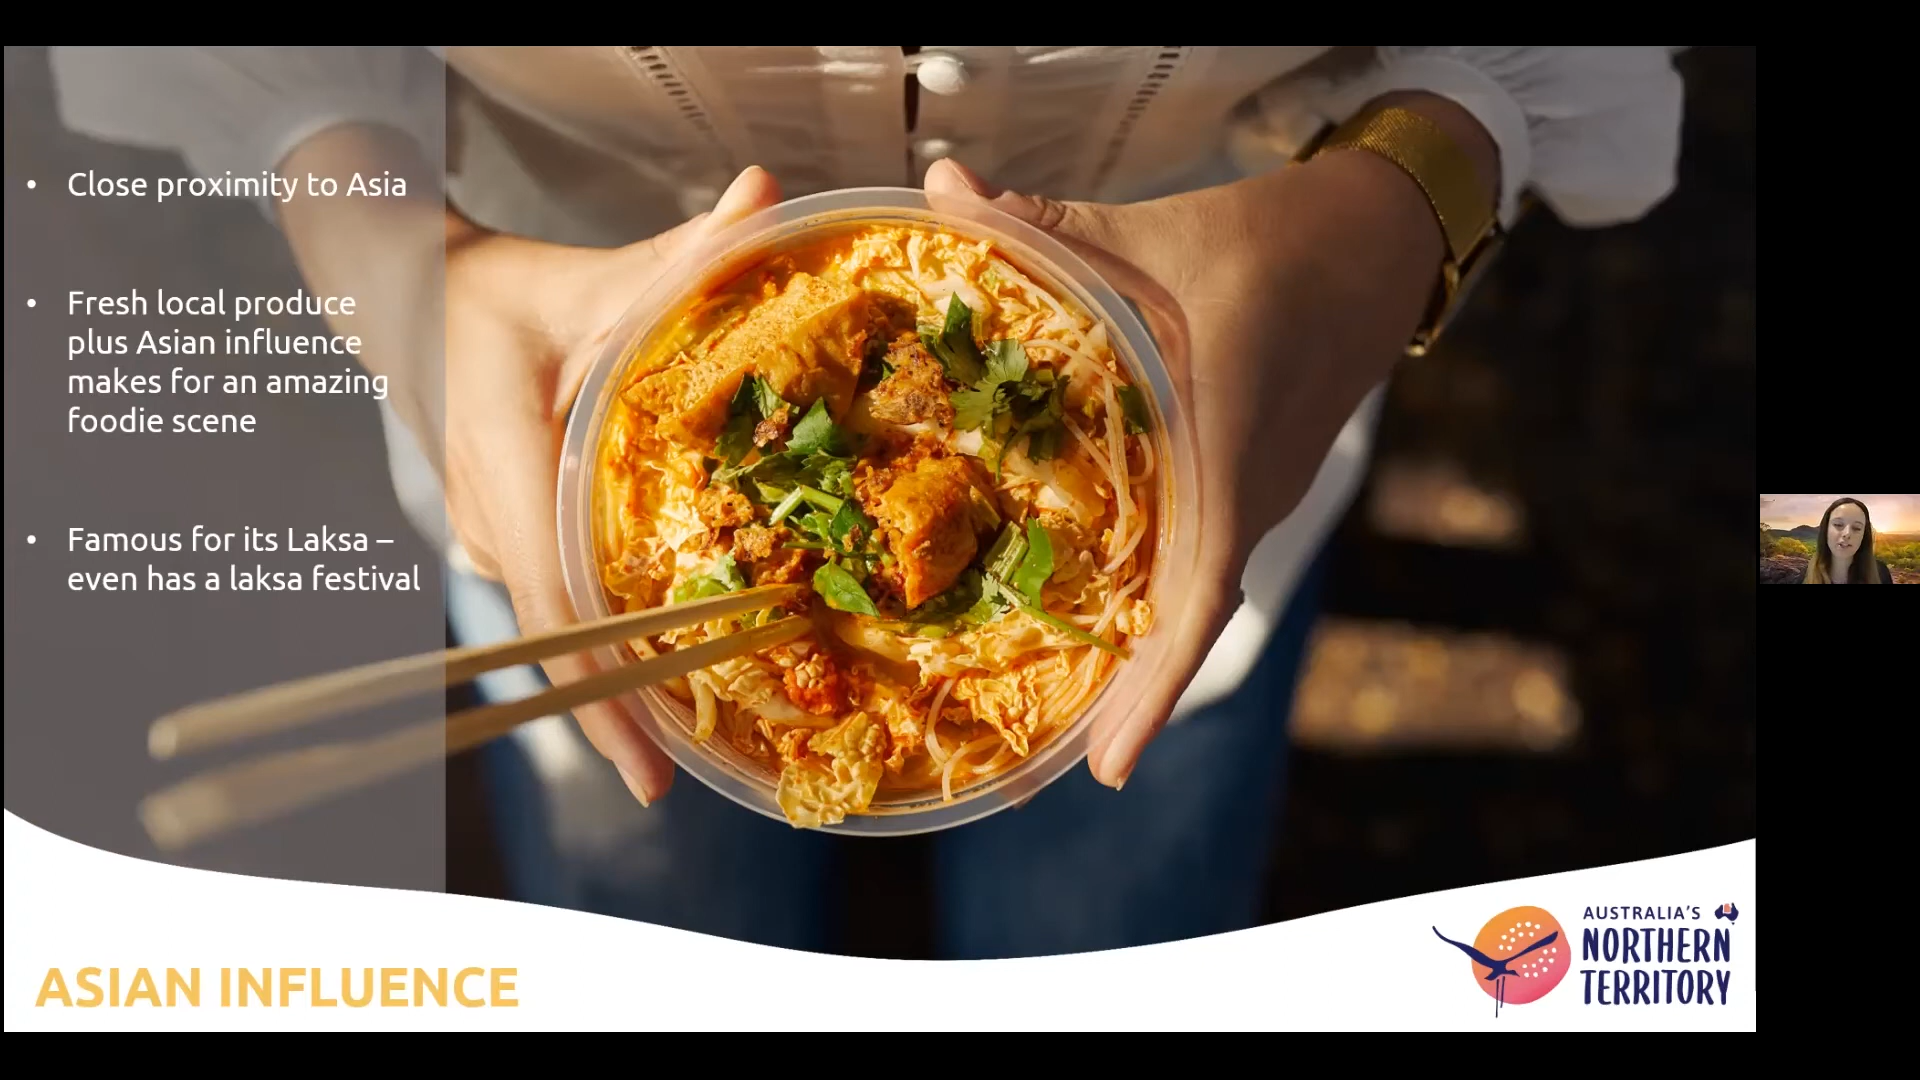 • Close proximity to Asia
• Fresh local produce
plus Asian influence
makes for an amazing
foodie scene
• Famous for its Laksa –
even has a laksa festival
ASIAN INFLUENCE
AUSTRALIA'S
NORTHERN
TERRITORY